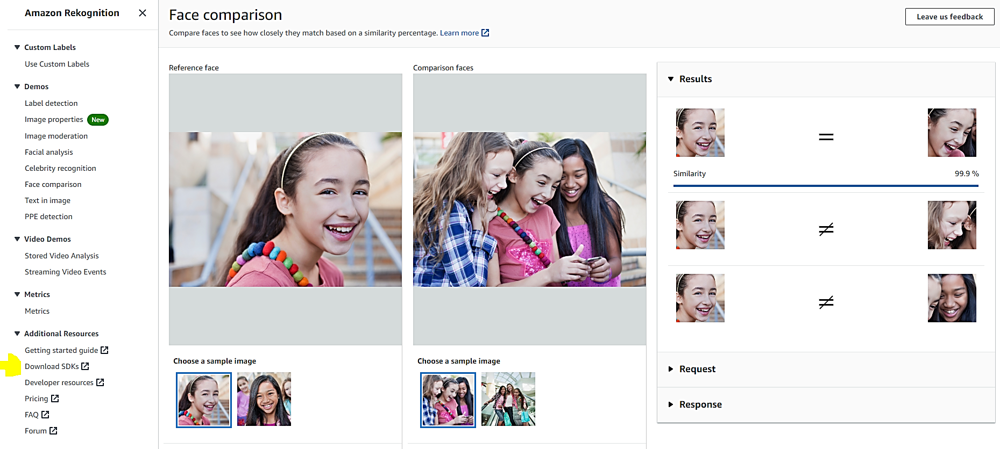 Amazon Rekognition
Custom Labels
Use Custom Labels
Demos
Label detection
Image properties New
Image moderation
Facial analysis
Celebrity recognition
Face comparison
Text in image
PPE detection
Video Demos
Stored Video Analysis
Streaming Video Events
Metrics
Metrics
Additional Resources
Getting started guide
Download SDKs
Developer resources
Pricing
FAQ
Forum
Face comparison
Compare faces to see how closely they match based on a similarity percentage. Learn more
Leave us feedback
Reference face
Choose a sample image
Comparison faces
Choose a sample image
Results
=
Similarity 99.9 %
≠
≠
Request
Response